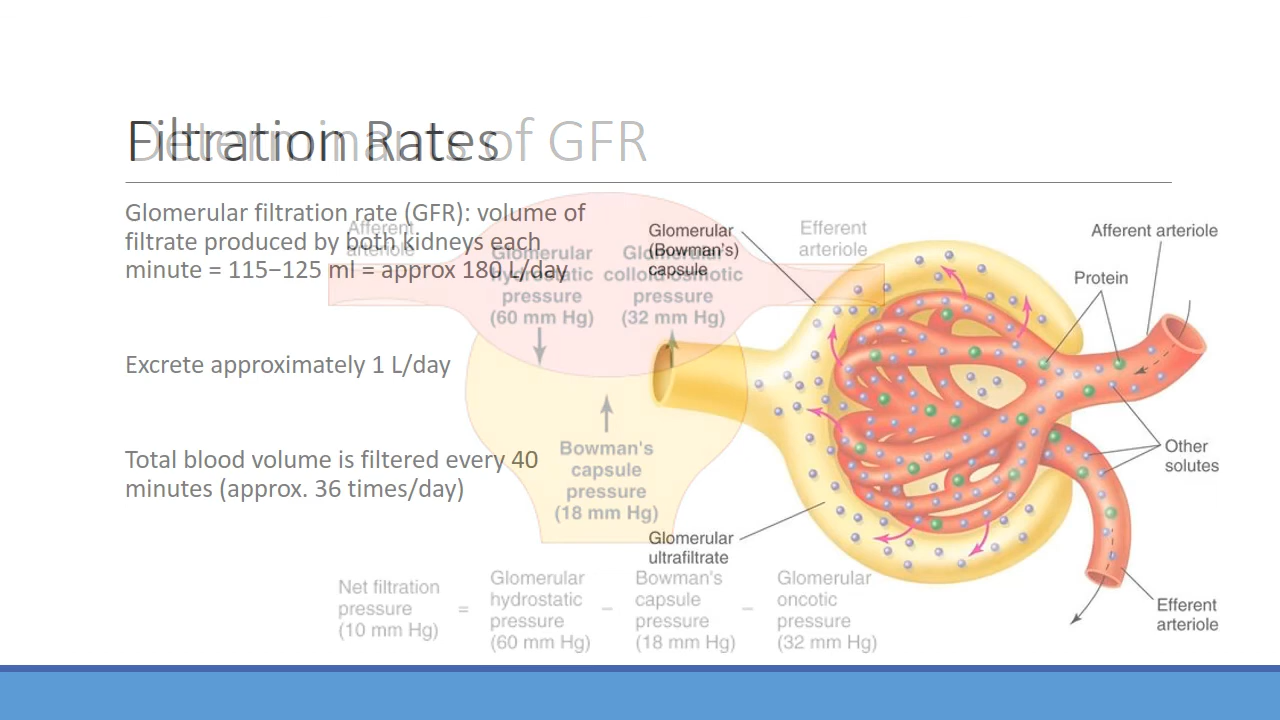 Filtration Rates
Determinants of GFR
Glomerular filtration rate (GFR): volume of
filtrate produced by both kidneys each
minute = 115–125 ml = approx 180 L/day
Excrete approximately 1 L/day
Total blood volume is filtered every 40
minutes (approx. 36 times/day)
Afferent
arteriole
Glomerular
hydrostatic
pressure
(60 mm Hg)
Glomerular
colloid osmotic
pressure
(32 mm Hg)
Efferent
arteriole
Bowman's
capsule
pressure
(18 mm Hg)
Net filtration
pressure
(10 mm Hg)
=
Glomerular
hydrostatic
pressure
(60 mm Hg)
–
Bowman's
capsule
pressure
(18 mm Hg)
–
Glomerular
oncotic
pressure
(32 mm Hg)
Glomerular
(Bowman's)
capsule
Afferent arteriole
Protein
Other
solutes
Glomerular
ultrafiltrate
Efferent
arteriole